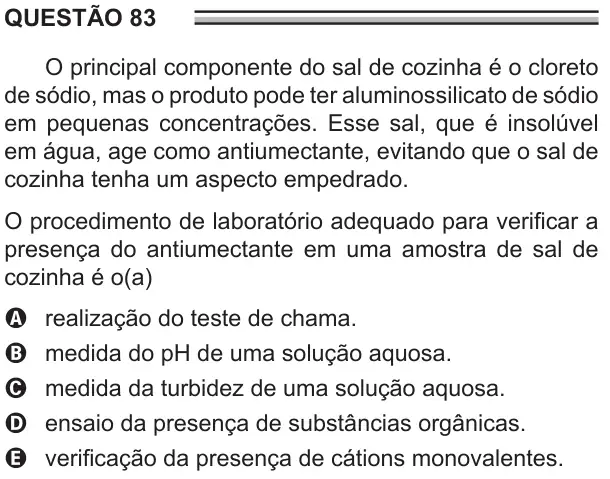 QUESTÃO 83
O principal componente do sal de cozinha é o cloreto
de sódio, mas o produto pode ter aluminossilicato de sódio
em pequenas concentrações. Esse sal, que é insolúvel
em água, age como antiumectante, evitando que o sal de
cozinha tenha um aspecto empedrado.
O procedimento de laboratório adequado para verificar a
presença do antiumectante em uma amostra de sal de
cozinha é o(a)
A realização do teste de chama.
B medida do pH de uma solução aquosa.
C medida da turbidez de uma solução aquosa.
D ensaio da presença de substâncias orgânicas.
E verificação da presença de cátions monovalentes.